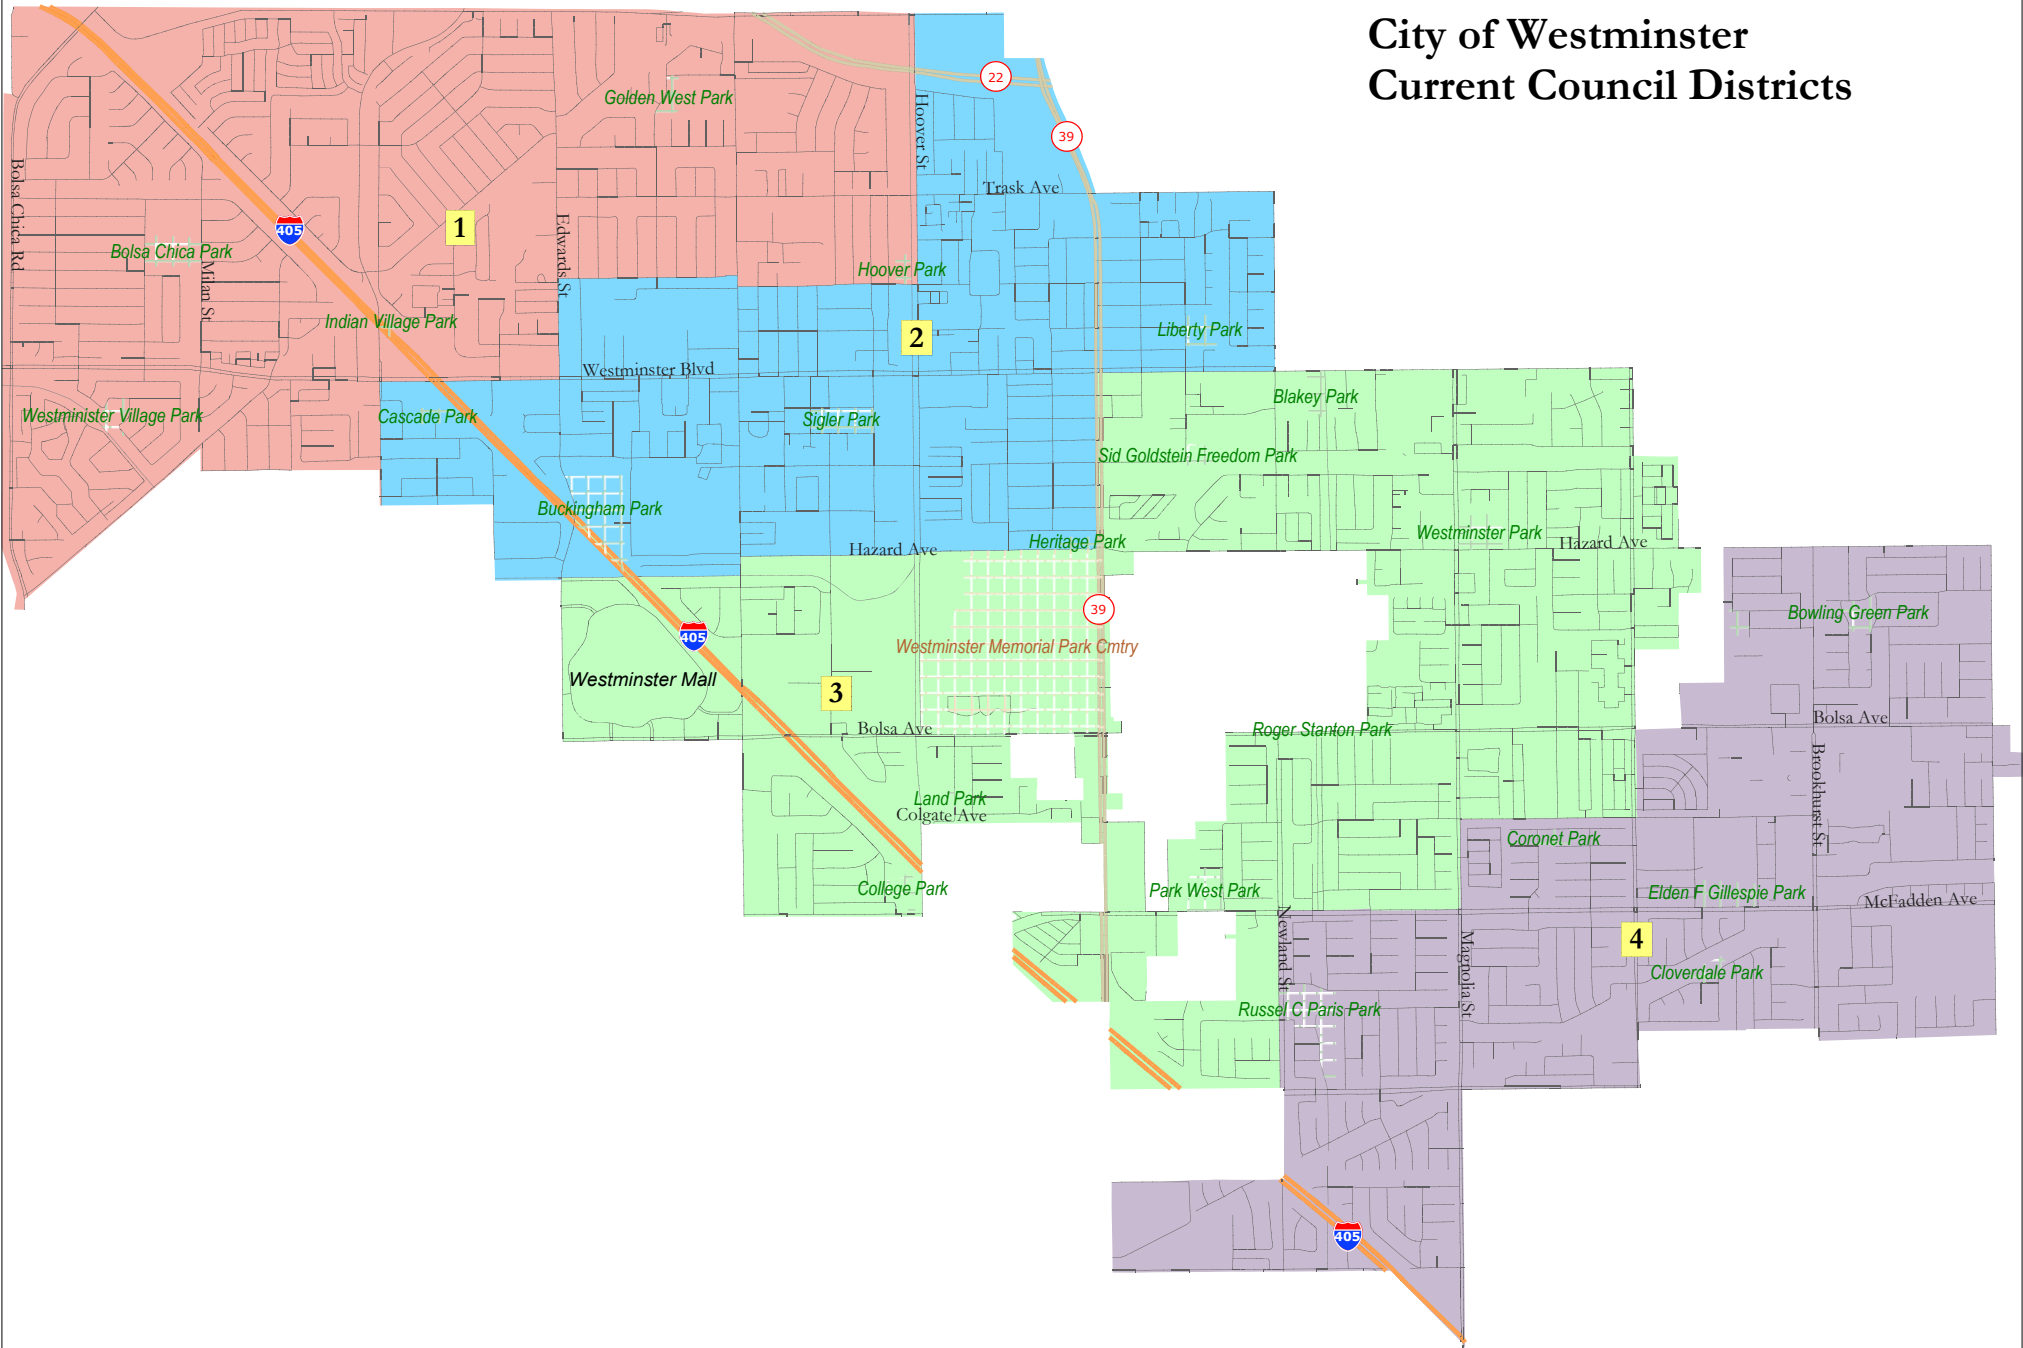 City of Westminster
Current Council Districts
22
Golden West Park
Hoover St
39
Bolsa Chica Rd
Trask Ave
1
Edwards St
405
Bolsa Chica Park
Milan St
Hoover Park
Indian Village Park
2
Liberty Park
Westminster Blvd
Blakey Park
Westminister Village Park
Cascade Park
Sigler Park
Sid Goldstein Freedom Park
Buckingham Park
Westminster Park
Heritage Park
Hazard Ave
Hazard Ave
39
Bowling Green Park
405
Westminster Memorial Park Cmtry
Westminster Mall
3
Bolsa Ave
Bolsa Ave
Roger Stanton Park
Brookhurst St
Land Park
Colgate Ave
Coronet Park
College Park
Park West Park
Elden F Gillespie Park
McFadden Ave
Newland St
Magnolia St
4
Cloverdale Park
Russel C Paris Park
405